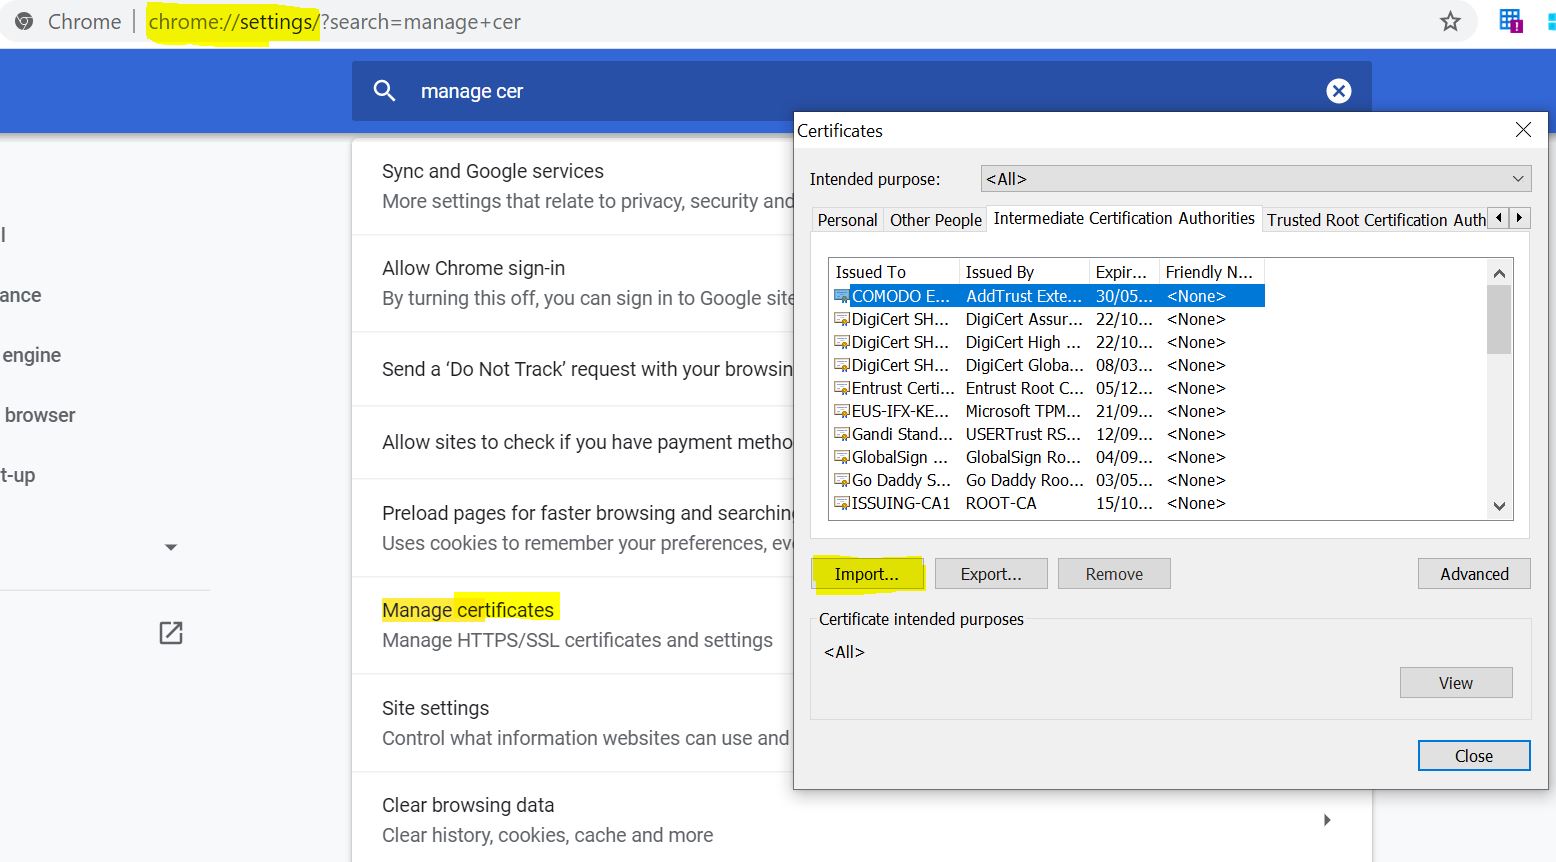 Chrome | chrome://settings/?search=manage+cer
manage cer
l
ance
engine
browser
t-up
Sync and Google services
More settings that relate to privacy, security and
Allow Chrome sign-in
By turning this off, you can sign in to Google site
Send a ‘Do Not Track’ request with your browsin
Allow sites to check if you have payment metho
Preload pages for faster browsing and searching
Uses cookies to remember your preferences, ev
Manage certificates
Manage HTTPS/SSL certificates and settings
Site settings
Control what information websites can use and
Clear browsing data
Clear history, cookies, cache and more
Certificates
Intended purpose: <All>
Personal Other People Intermediate Certification Authorities Trusted Root Certification Auth
Issued To Issued By Expir... Friendly N...
COMODO E... AddTrust Exte... 30/05... <None>
DigiCert SH... DigiCert Assur... 22/10... <None>
DigiCert SH... DigiCert High ... 22/10... <None>
DigiCert SH... DigiCert Globa... 08/03... <None>
Entrust Certi... Entrust Root C... 05/12... <None>
EUS-IFX-KE... Microsoft TPM... 21/09... <None>
Gandi Stand... USERTrust RS... 12/09... <None>
GlobalSign ... GlobalSign Ro... 04/09... <None>
Go Daddy S... Go Daddy Roo... 03/05... <None>
ISSUING-CA1 ROOT-CA 15/10... <None>
Import... Export... Remove Advanced
Certificate intended purposes
<All>
View
Close